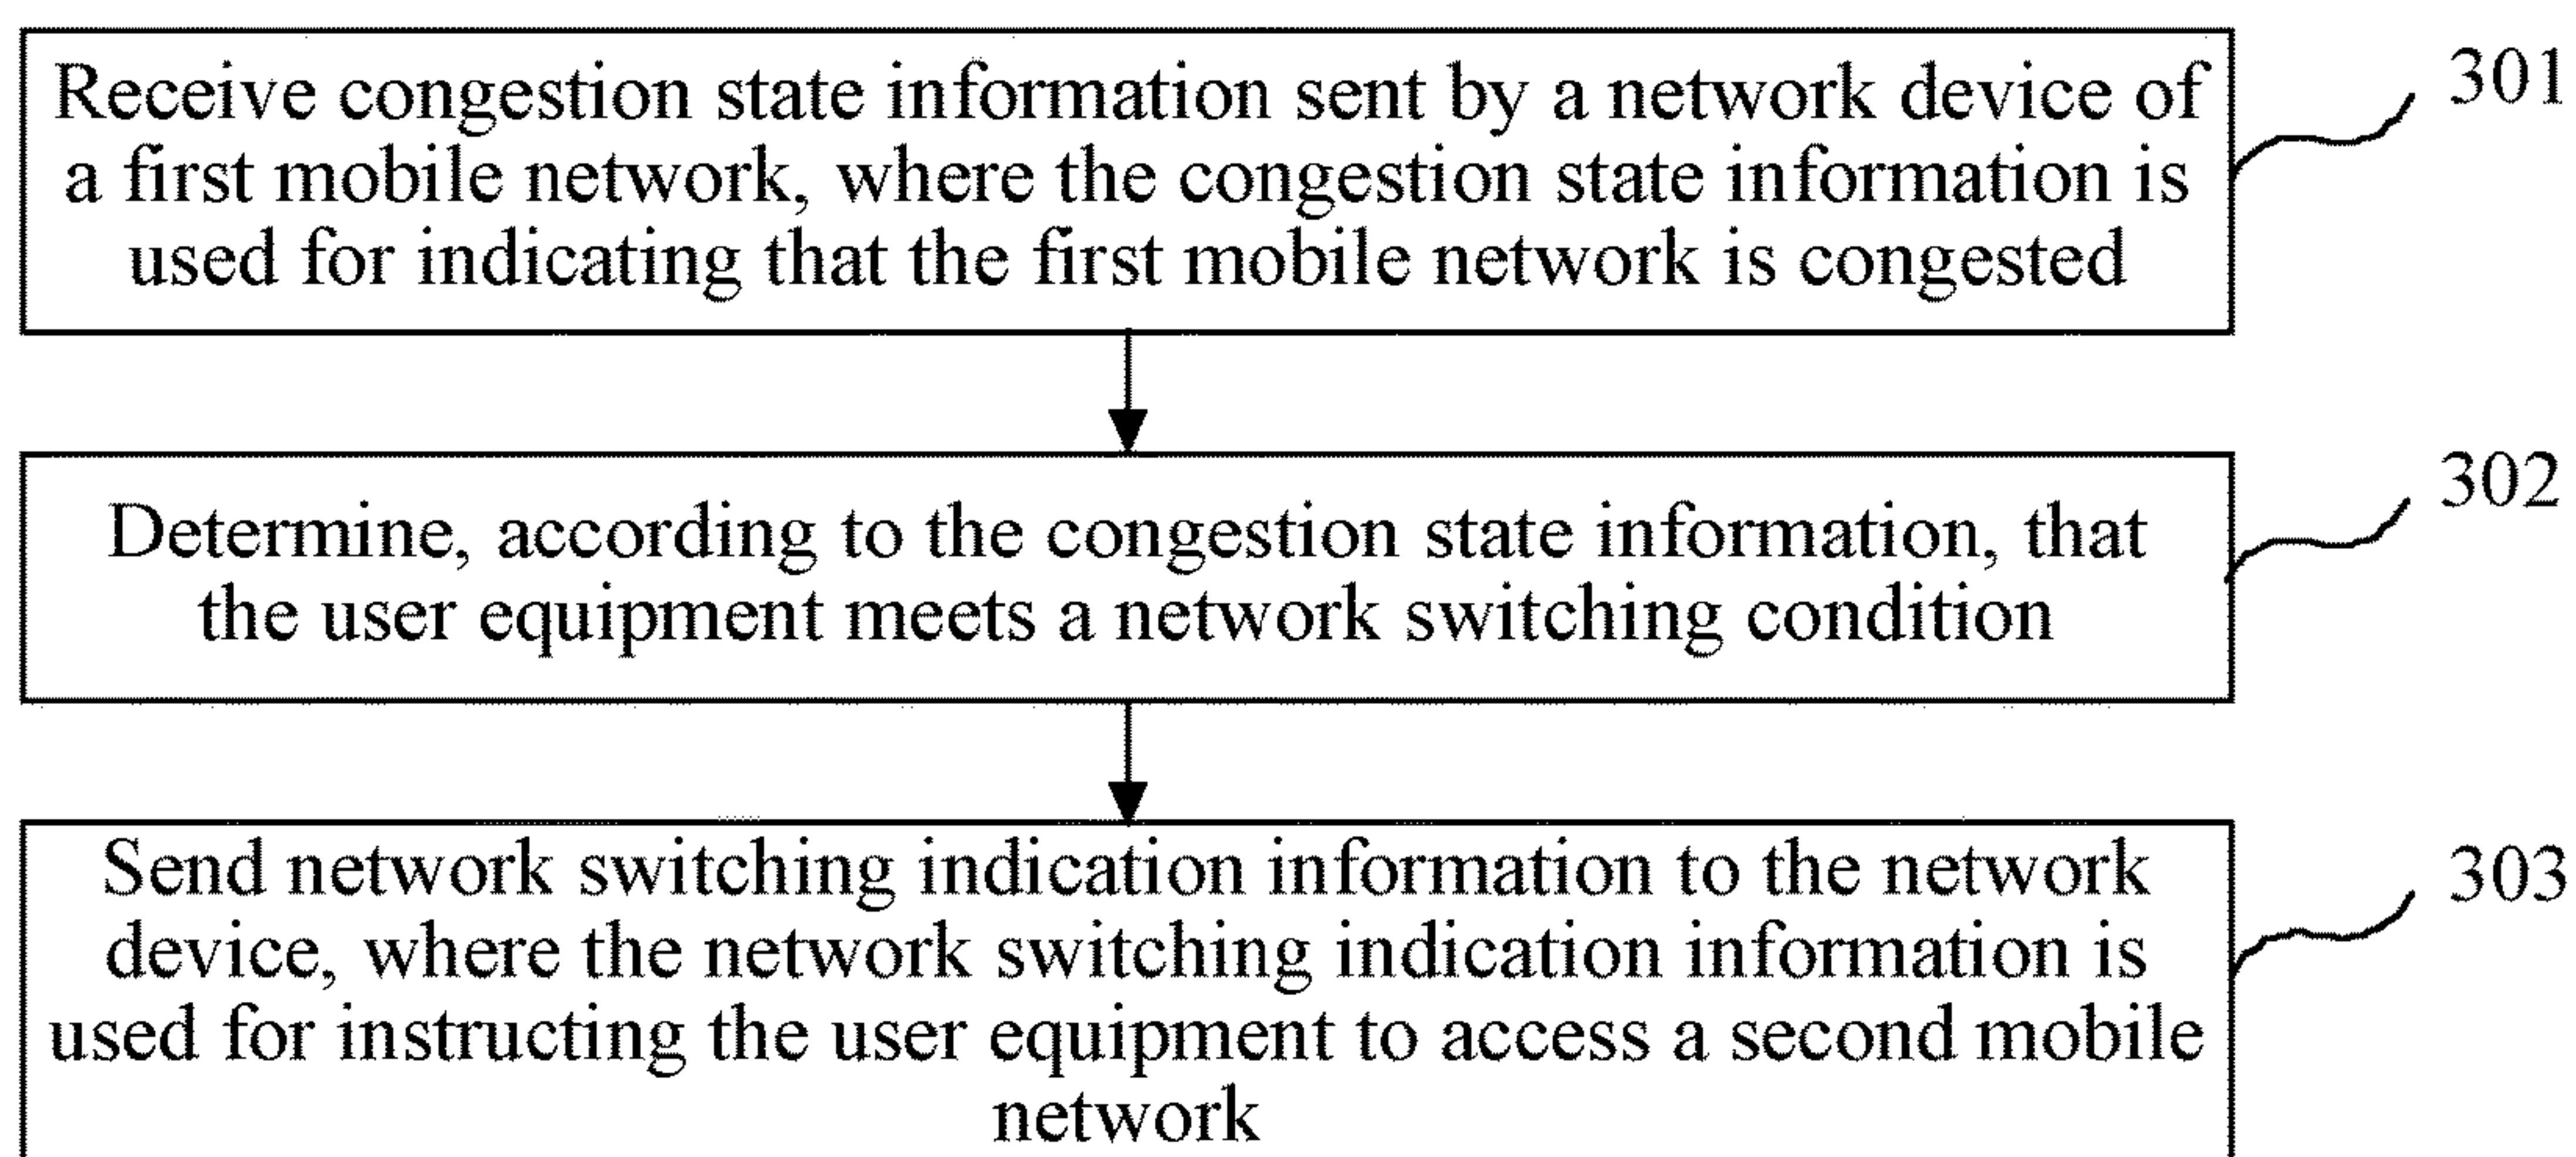 Receive congestion state information sent by a network device of
a first mobile network, where the congestion state information is
used for indicating that the first mobile network is congested
301
Determine, according to the congestion state information, that
the user equipment meets a network switching condition
302
Send network switching indication information to the network
device, where the network switching indication information is
used for instructing the user equipment to access a second mobile
network
303